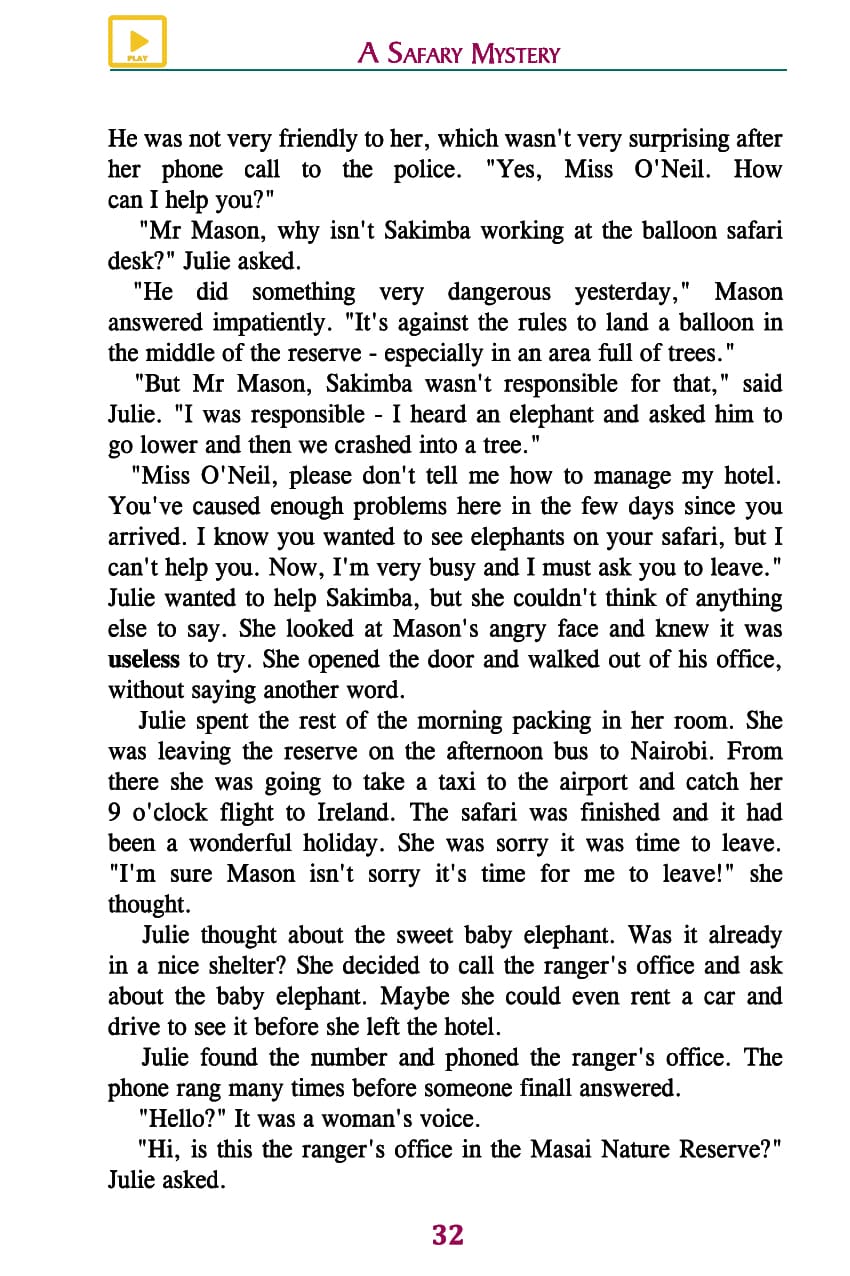 PLAY
A SAFARY MYSTERY
He was not very friendly to her, which wasn't very surprising after
her phone call to the police. "Yes, Miss O'Neil. How
can I help you?"
"Mr Mason, why isn't Sakimba working at the balloon safari
desk?" Julie asked.
"He did something very dangerous yesterday," Mason
answered impatiently. "It's against the rules to land a balloon in
the middle of the reserve - especially in an area full of trees."
"But Mr Mason, Sakimba wasn't responsible for that," said
Julie. "I was responsible - I heard an elephant and asked him to
go lower and then we crashed into a tree."
"Miss O'Neil, please don't tell me how to manage my hotel.
You've caused enough problems here in the few days since you
arrived. I know you wanted to see elephants on your safari, but I
can't help you. Now, I'm very busy and I must ask you to leave."
Julie wanted to help Sakimba, but she couldn't think of anything
else to say. She looked at Mason's angry face and knew it was
useless to try. She opened the door and walked out of his office,
without saying another word.
Julie spent the rest of the morning packing in her room. She
was leaving the reserve on the afternoon bus to Nairobi. From
there she was going to take a taxi to the airport and catch her
9 o'clock flight to Ireland. The safari was finished and it had
been a wonderful holiday. She was sorry it was time to leave.
"I'm sure Mason isn't sorry it's time for me to leave!" she
thought.
Julie thought about the sweet baby elephant. Was it already
in a nice shelter? She decided to call the ranger's office and ask
about the baby elephant. Maybe she could even rent a car and
drive to see it before she left the hotel.
Julie found the number and phoned the ranger's office. The
phone rang many times before someone finall answered.
"Hello?" It was a woman's voice.
"Hi, is this the ranger's office in the Masai Nature Reserve?"
Julie asked.
32